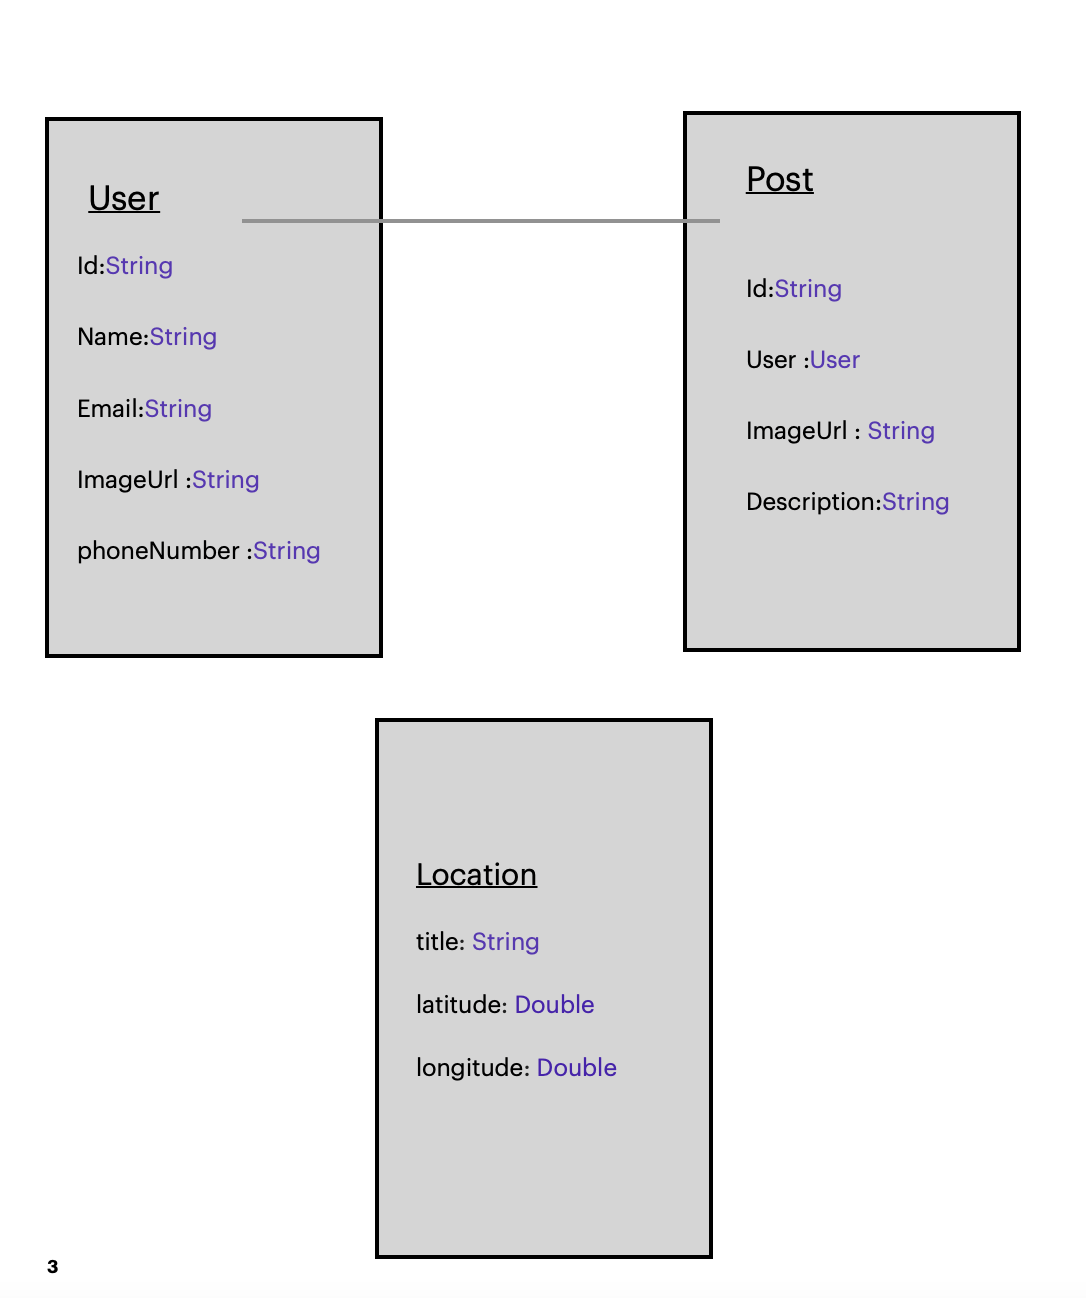 User
Id:String
Name:String
Email:String
ImageUrl :String
phoneNumber :String
Post
Id:String
User :User
ImageUrl : String
Description:String
Location
title: String
latitude: Double
longitude: Double
3